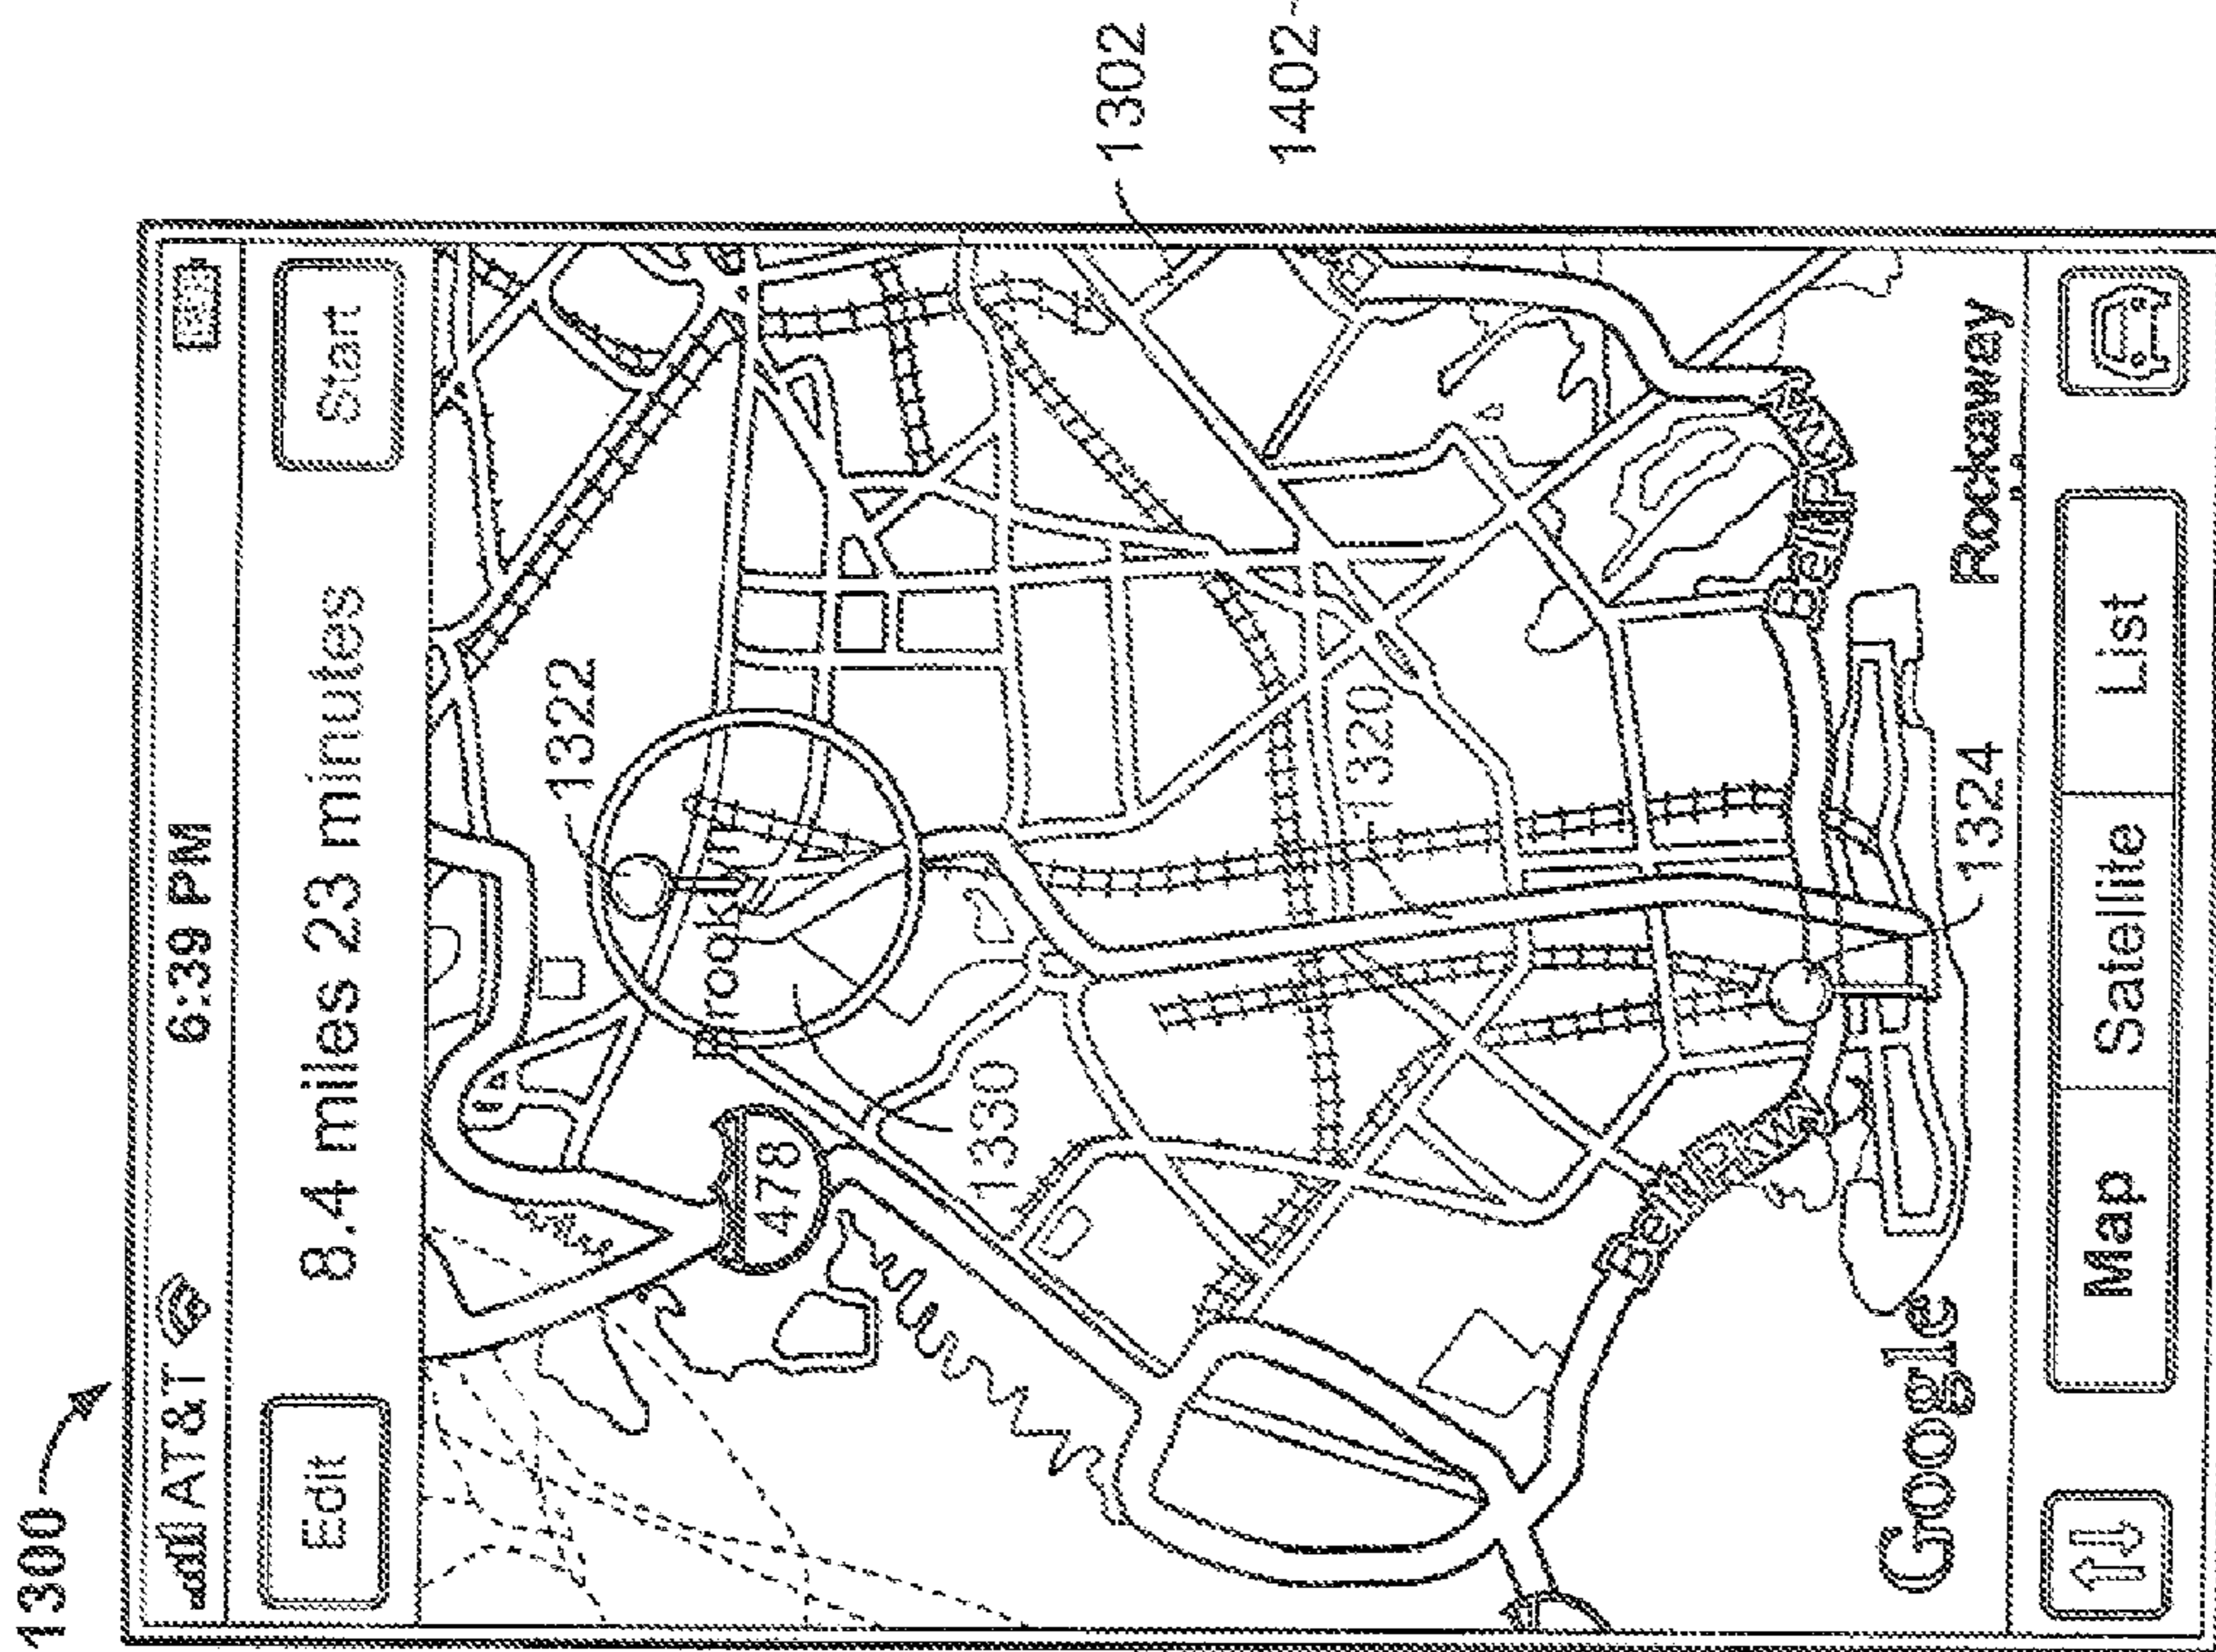 1300
AT&T 6:39 PM
Edit 8.4 miles 23 minutes Start
1322
Brooklyn
478
1330
1302
1320
1402
Belt Pkwy
Belt Pkwy
Rockaway
1324
Google
Map Satellite List